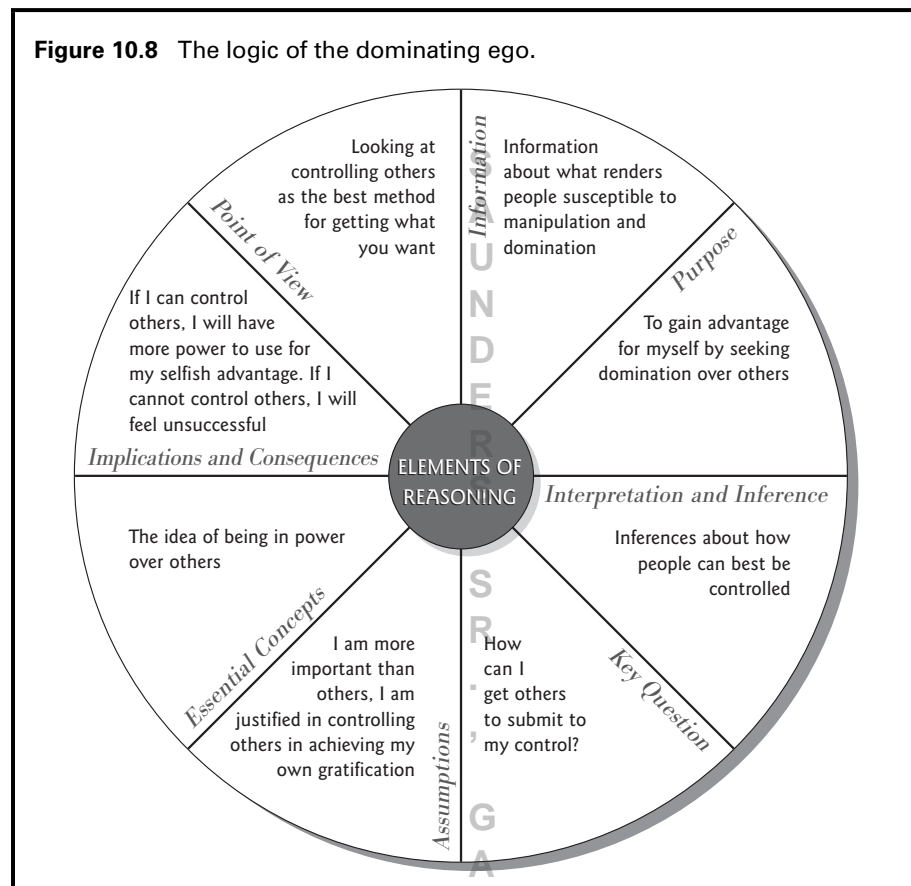 Figure 10.8 The logic of the dominating ego.
Information
Information
about what renders
people susceptible to
manipulation and
domination
Purpose
To gain advantage
for myself by seeking
domination over others
Interpretation and Inference
Inferences about how
people can best be
controlled
Key Question
How
can I
get others
to submit to
my control?
Assumptions
I am more
important than
others, I am
justified in controlling
others in achieving my
own gratification
Essential Concepts
The idea of being in power
over others
Implications and Consequences
If I can control
others, I will have
more power to use for
my selfish advantage. If I
cannot control others, I will
feel unsuccessful
Point of View
Looking at
controlling others
as the best method
for getting what
you want
ELEMENTS OF
REASONING
SAUNDERS SR., GA